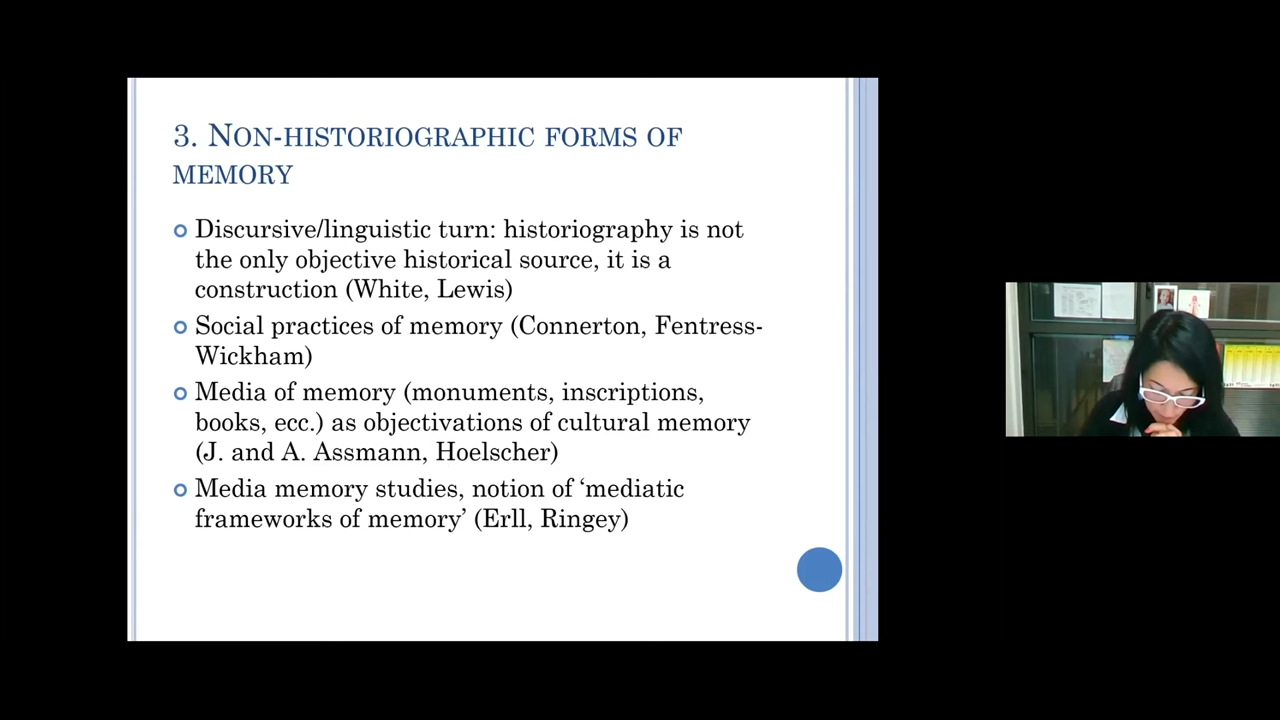 3. Non-historiographic forms of
memory
Discursive/linguistic turn: historiography is not
the only objective historical source, it is a
construction (White, Lewis)
Social practices of memory (Connerton, Fentress-
Wickham)
Media of memory (monuments, inscriptions,
books, ecc.) as objectivations of cultural memory
(J. and A. Assmann, Hoelscher)
Media memory studies, notion of ‘mediatic
frameworks of memory’ (Erll, Ringey)